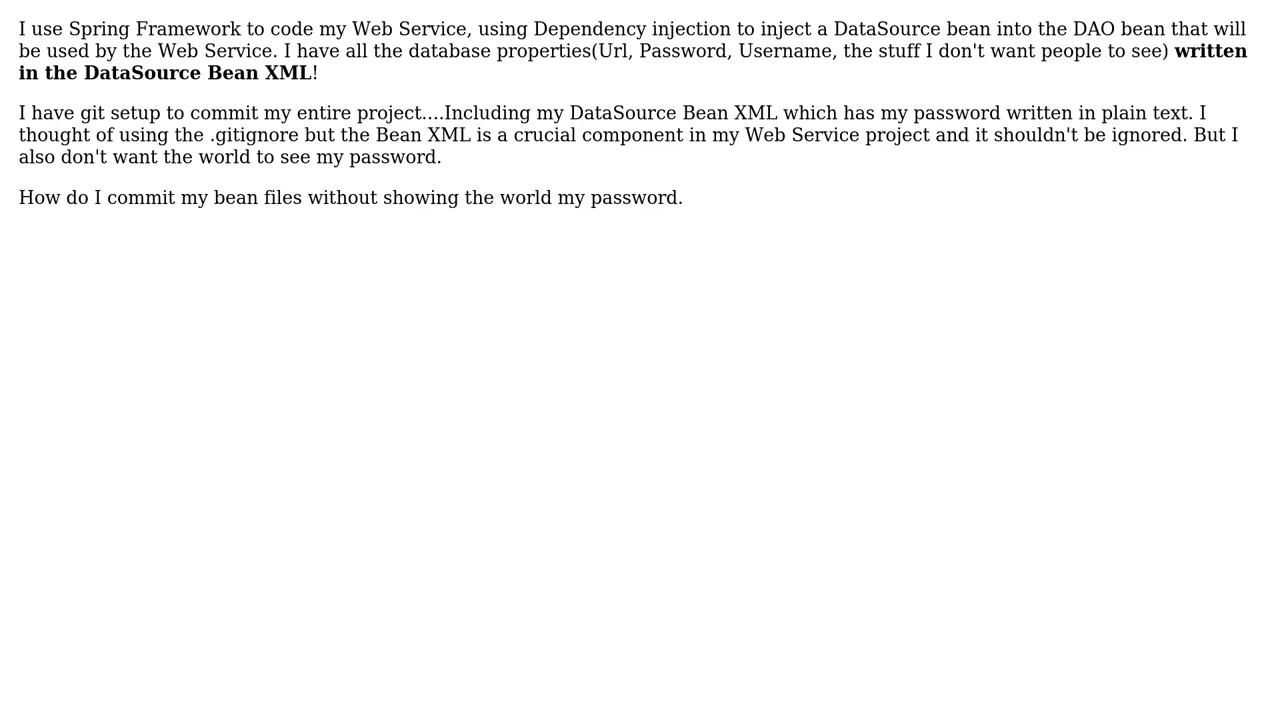 I use Spring Framework to code my Web Service, using Dependency injection to inject a DataSource bean into the DAO bean that will
be used by the Web Service. I have all the database properties(Url, Password, Username, the stuff I don't want people to see) written
in the DataSource Bean XML!
I have git setup to commit my entire project....Including my DataSource Bean XML which has my password written in plain text. I
thought of using the .gitignore but the Bean XML is a crucial component in my Web Service project and it shouldn't be ignored. But I
also don't want the world to see my password.
How do I commit my bean files without showing the world my password.